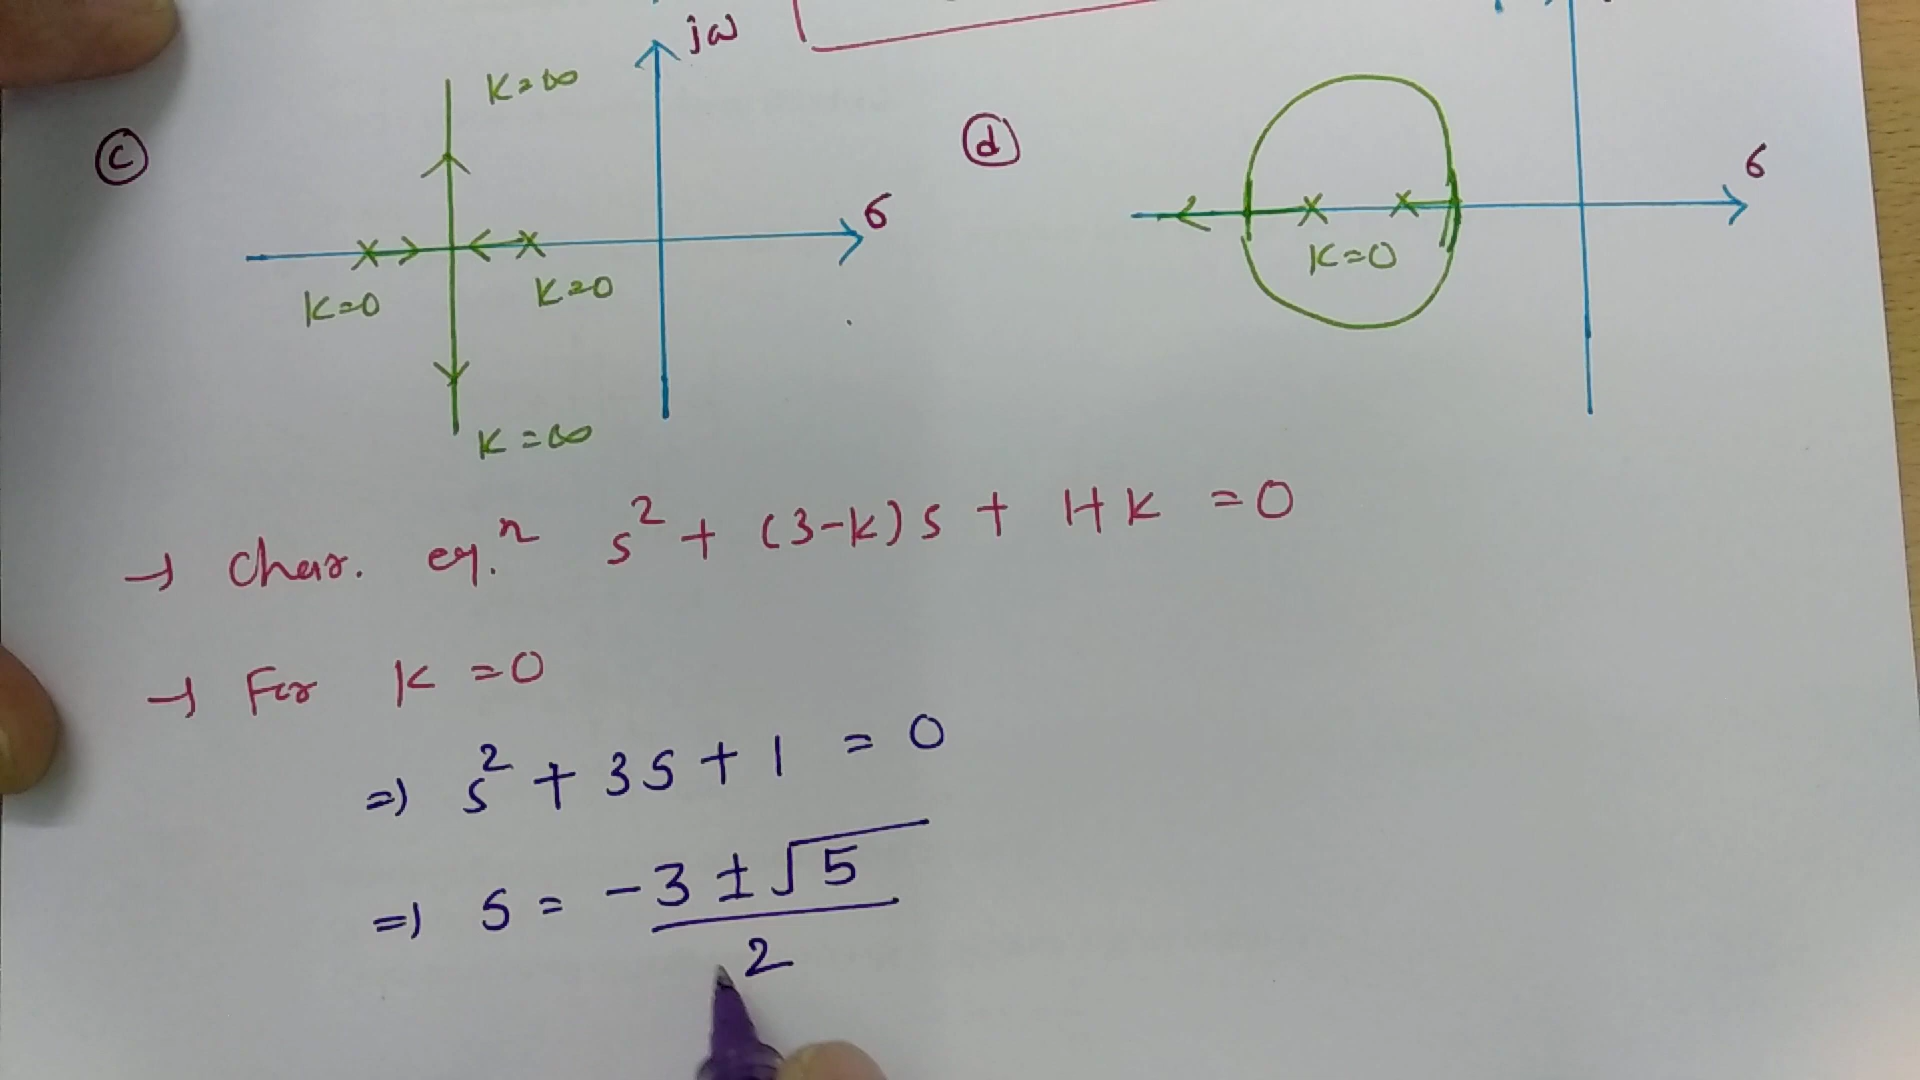 jω
K=∞
c
σ
K=0
K=0
K=∞
d
σ
K=0
→ Char. eq.ⁿ s² + (3-k)s + 1+k = 0
→ For K = 0
⇒ s² + 3s + 1 = 0
⇒ s = -3 ± √5
2